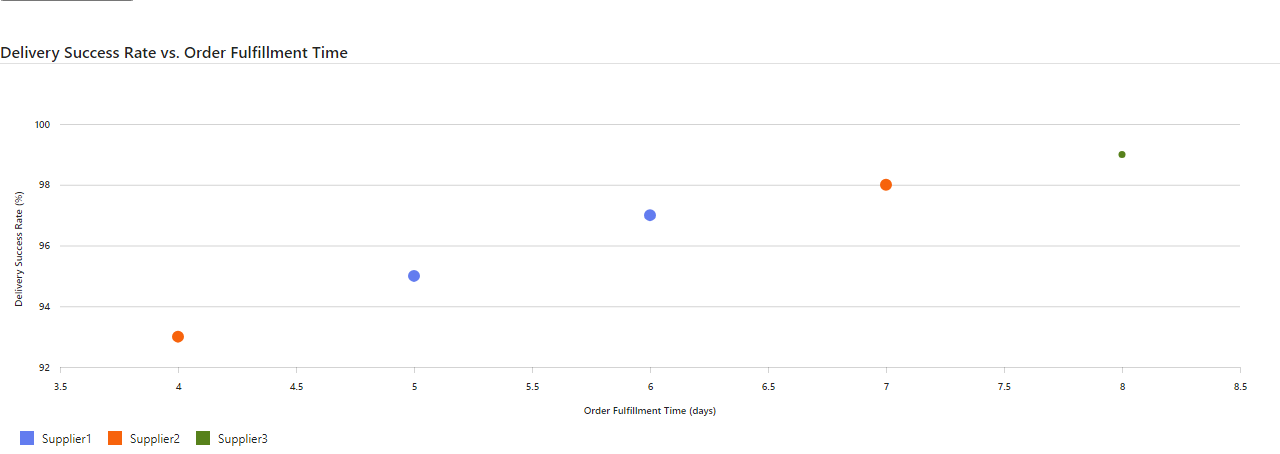 Delivery Success Rate vs. Order Fulfillment Time
100
98
96
94
92
Delivery Success Rate (%)
3.5 4 4.5 5 5.5 6 6.5 7 7.5 8 8.5
Order Fulfillment Time (days)
Supplier1 Supplier2 Supplier3